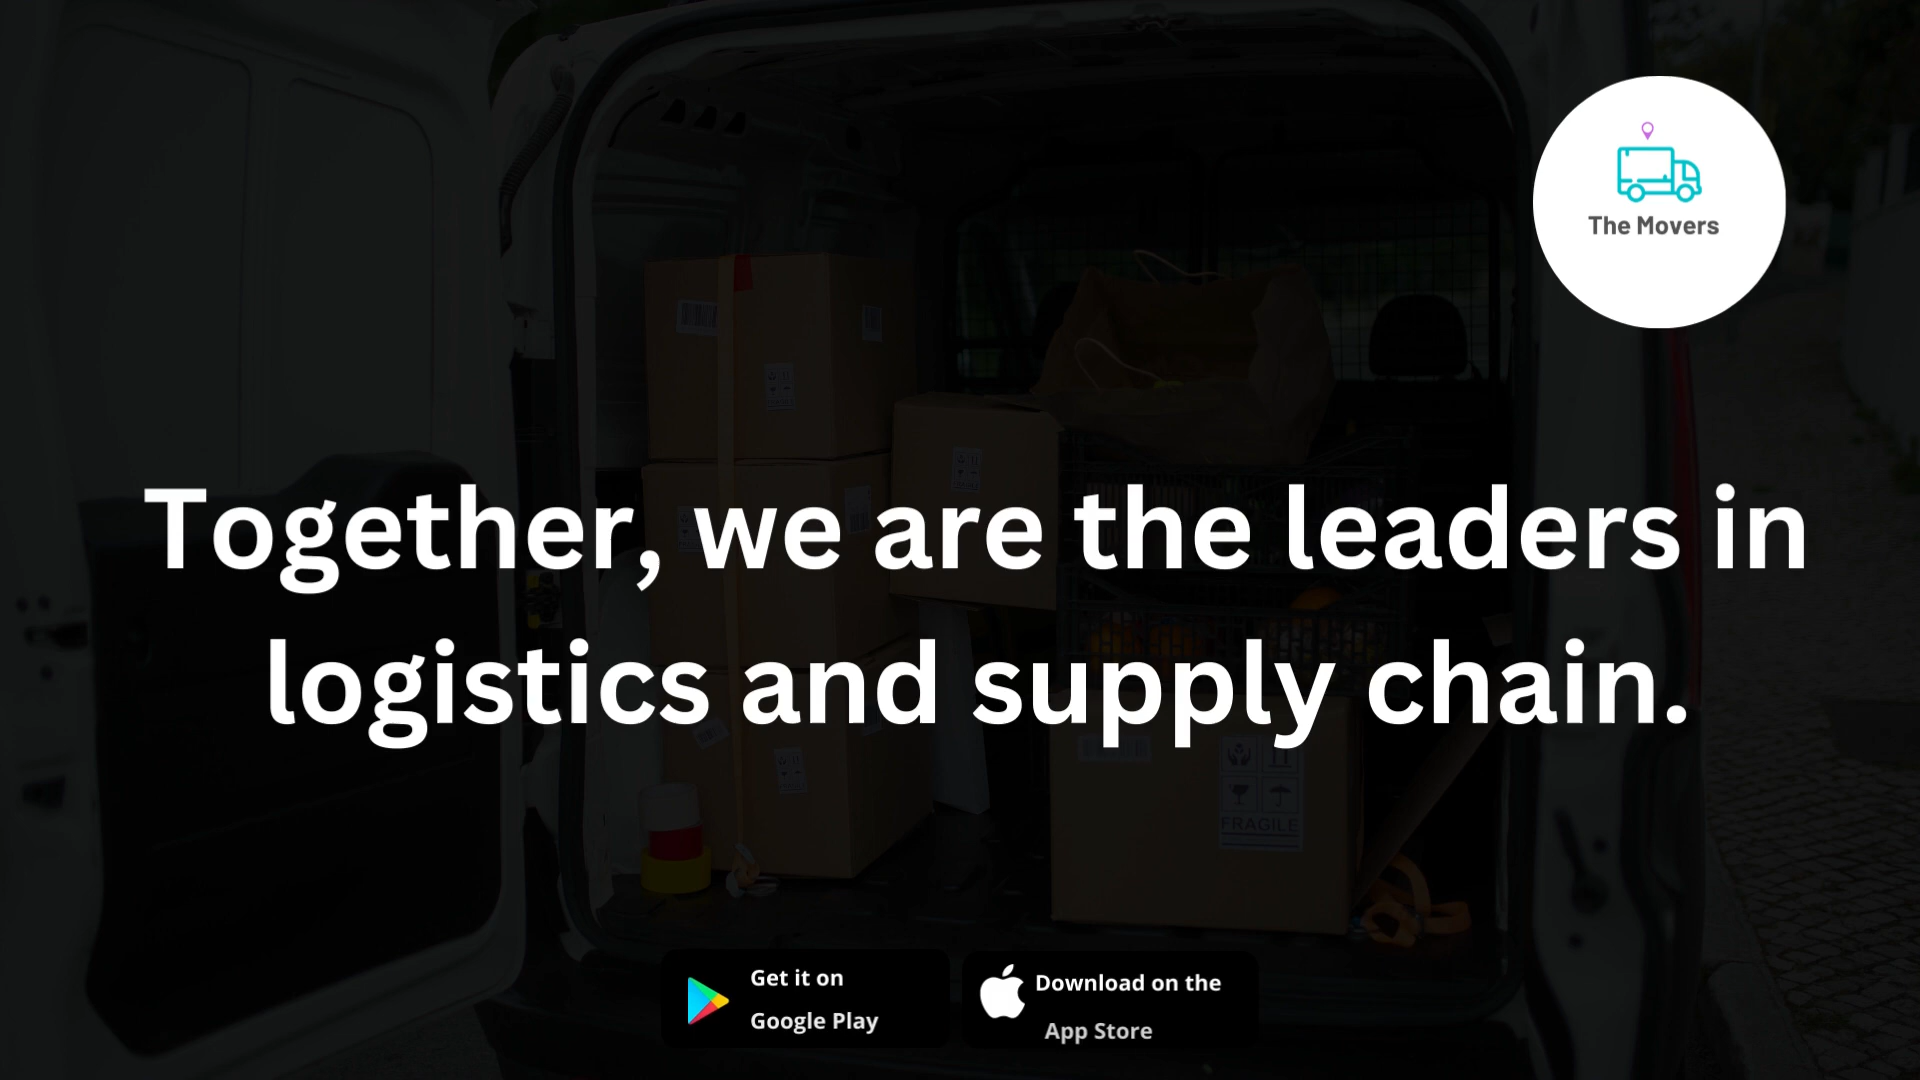 The Movers
Together, we are the leaders in
logistics and supply chain.
FRAGILE
Get it on
Google Play
Download on the
App Store